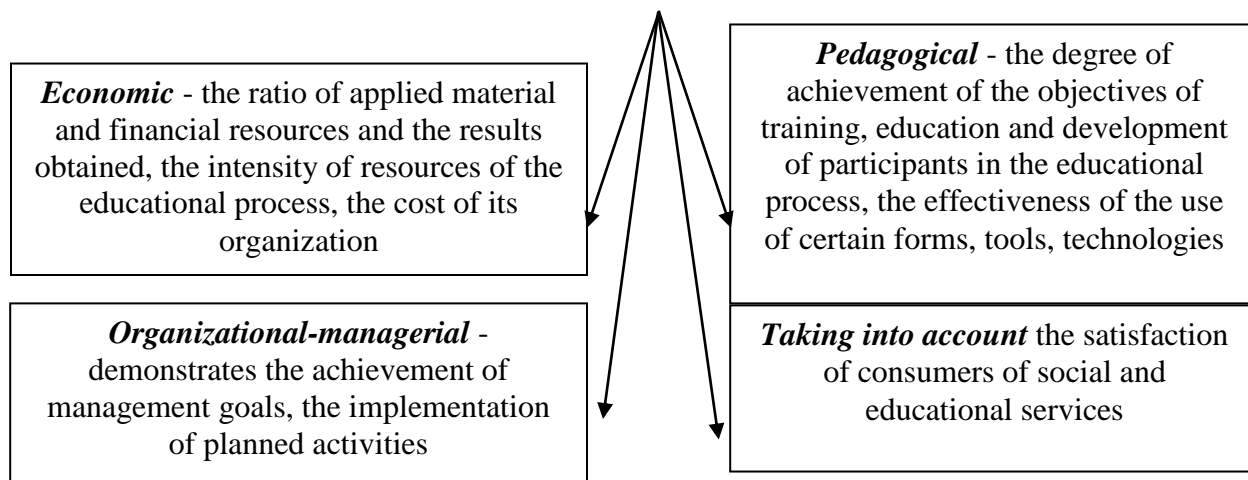 Economic - the ratio of applied material
and financial resources and the results
obtained, the intensity of resources of the
educational process, the cost of its
organization
Pedagogical - the degree of
achievement of the objectives of
training, education and development
of participants in the educational
process, the effectiveness of the use
of certain forms, tools, technologies
Organizational-managerial -
demonstrates the achievement of
management goals, the implementation
of planned activities
Taking into account the satisfaction
of consumers of social and
educational services